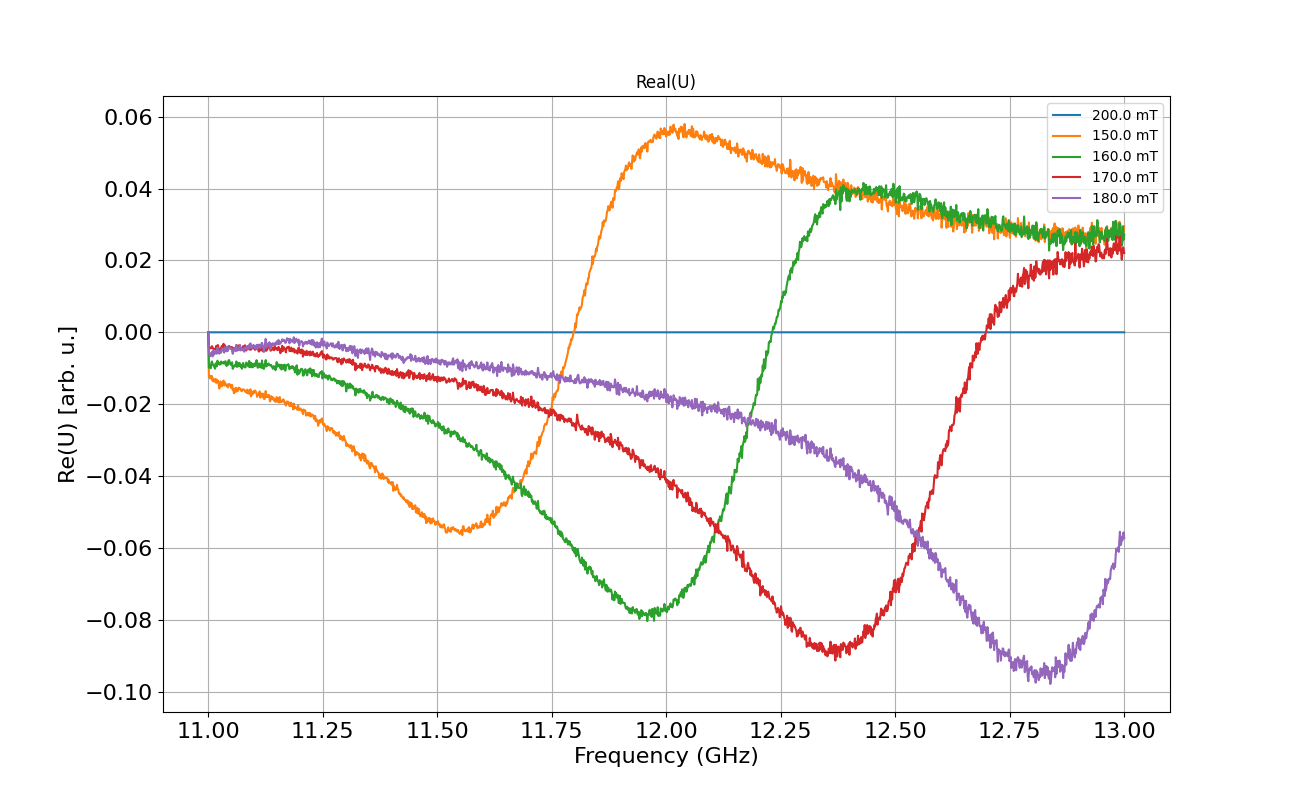 Real(U)
0.06
0.04
0.02
0.00
−0.02
−0.04
−0.06
−0.08
−0.10
Re(U) [arb. u.]
200.0 mT
150.0 mT
160.0 mT
170.0 mT
180.0 mT
11.00 11.25 11.50 11.75 12.00 12.25 12.50 12.75 13.00
Frequency (GHz)